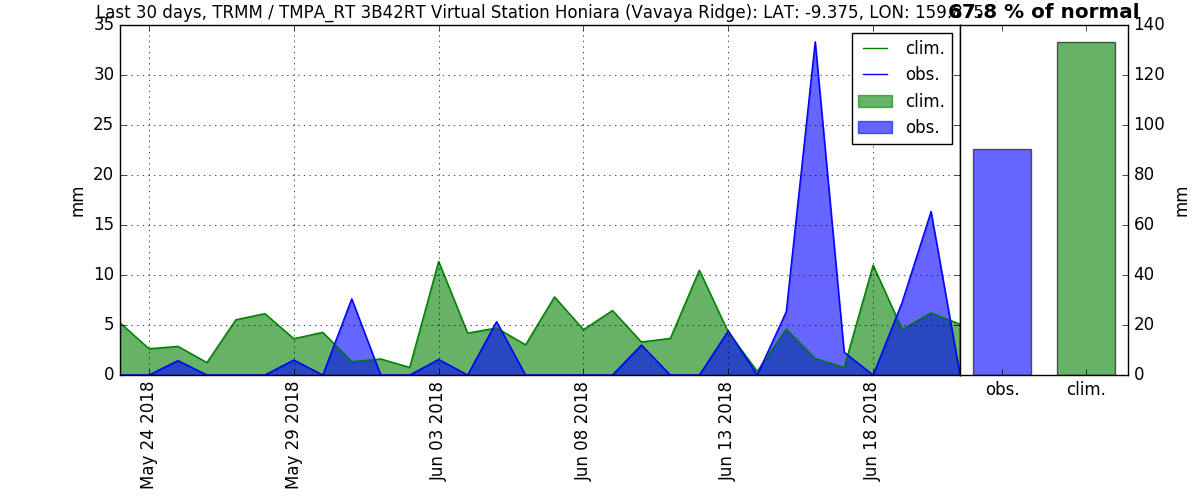 Last 30 days, TRMM / TMPA_RT 3B42RT Virtual Station Honiara (Vavaya Ridge): LAT: -9.375, LON:
67.8 % of normal
35
30
25
20
15
10
5
0
mm
clim.
obs.
clim.
obs.
May 24 2018
May 29 2018
Jun 03 2018
Jun 08 2018
Jun 13 2018
Jun 18 2018
140
120
100
80
60
40
20
0
mm
obs.
clim.